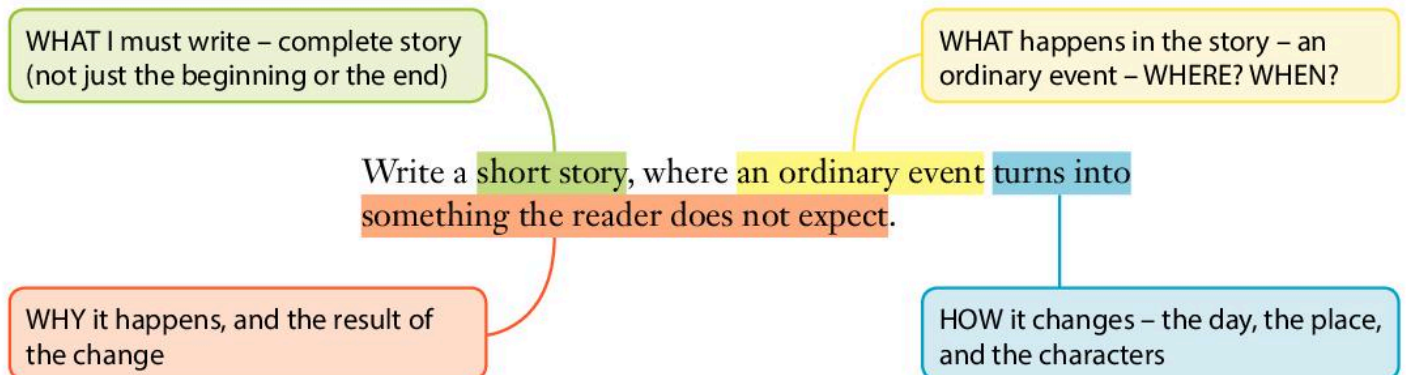 WHAT I must write – complete story
(not just the beginning or the end)
WHAT happens in the story – an
ordinary event – WHERE? WHEN?
Write a short story, where an ordinary event turns into
something the reader does not expect.
WHY it happens, and the result of
the change
HOW it changes – the day, the place,
and the characters